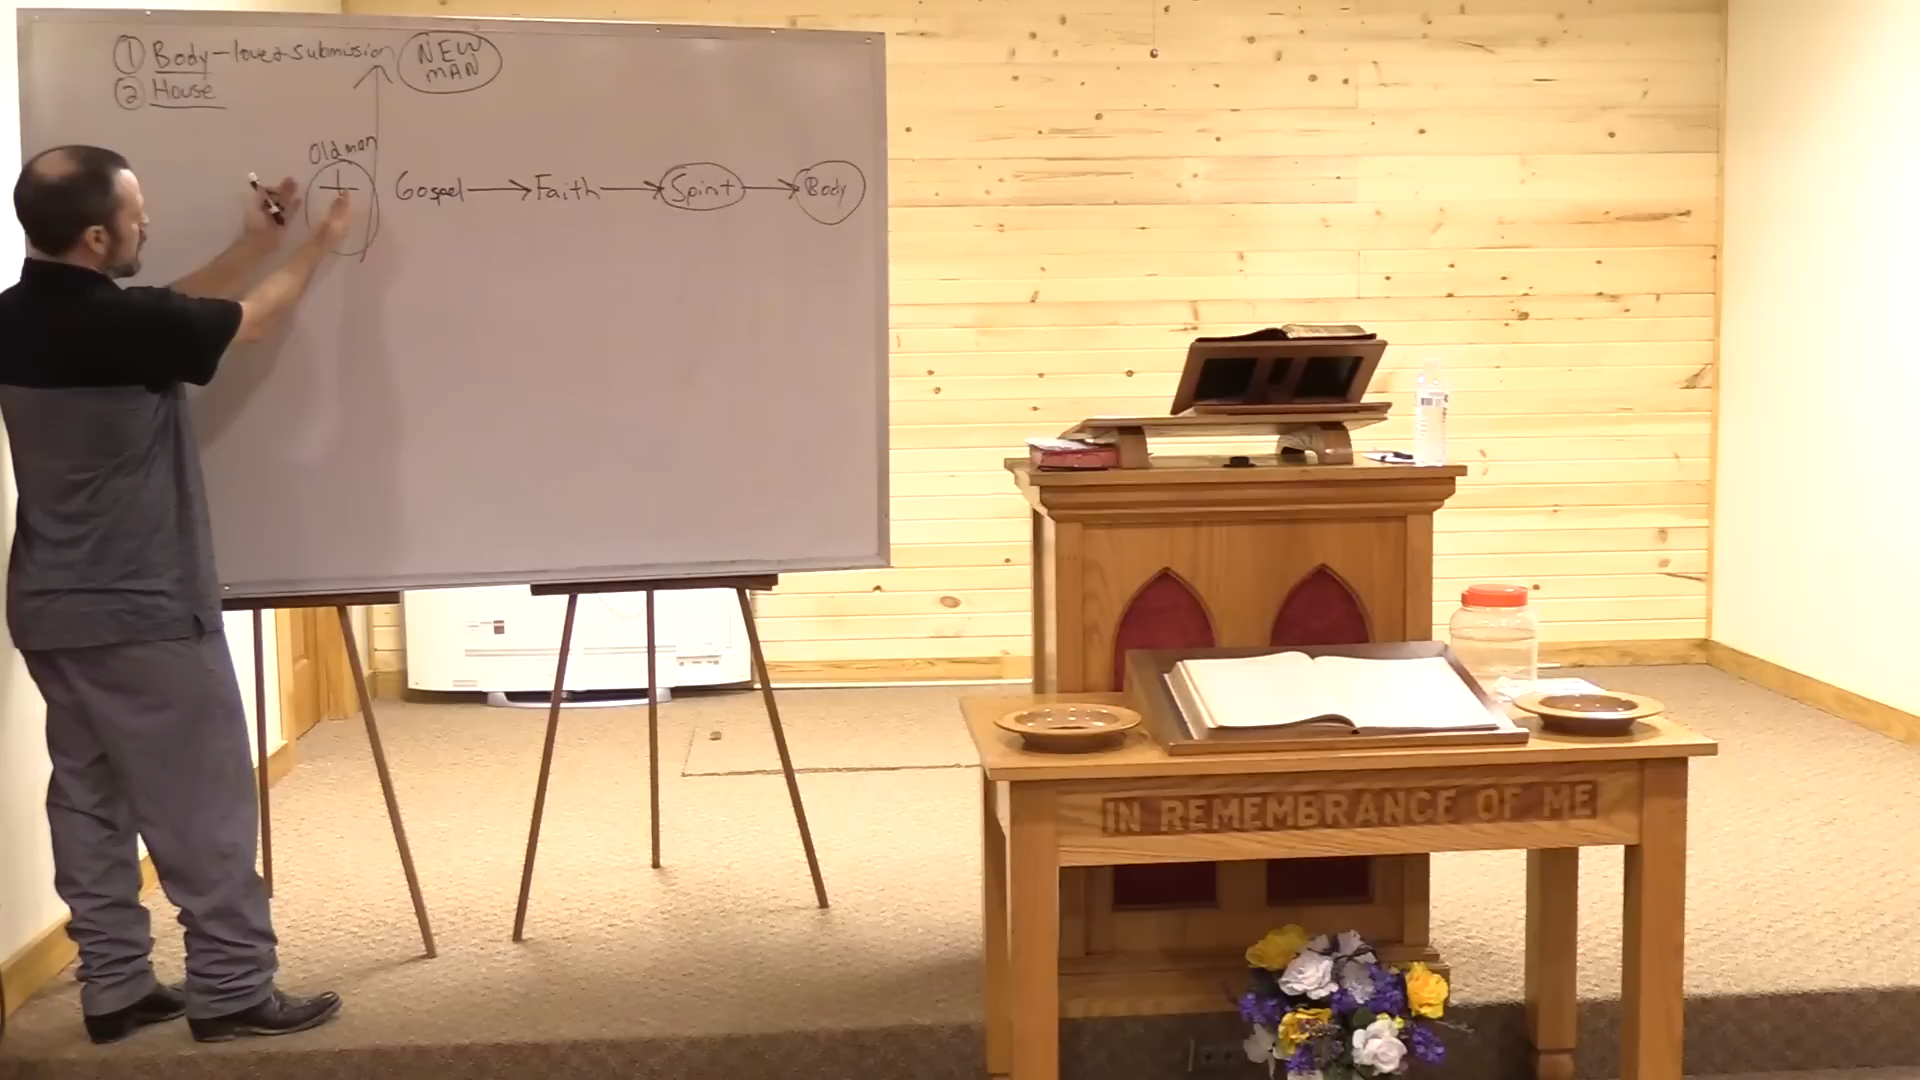 ① Body - love & submission
NEW
MAN
② House
Old man
Gospel → Faith → Spirit → Body
IN REMEMBRANCE OF ME